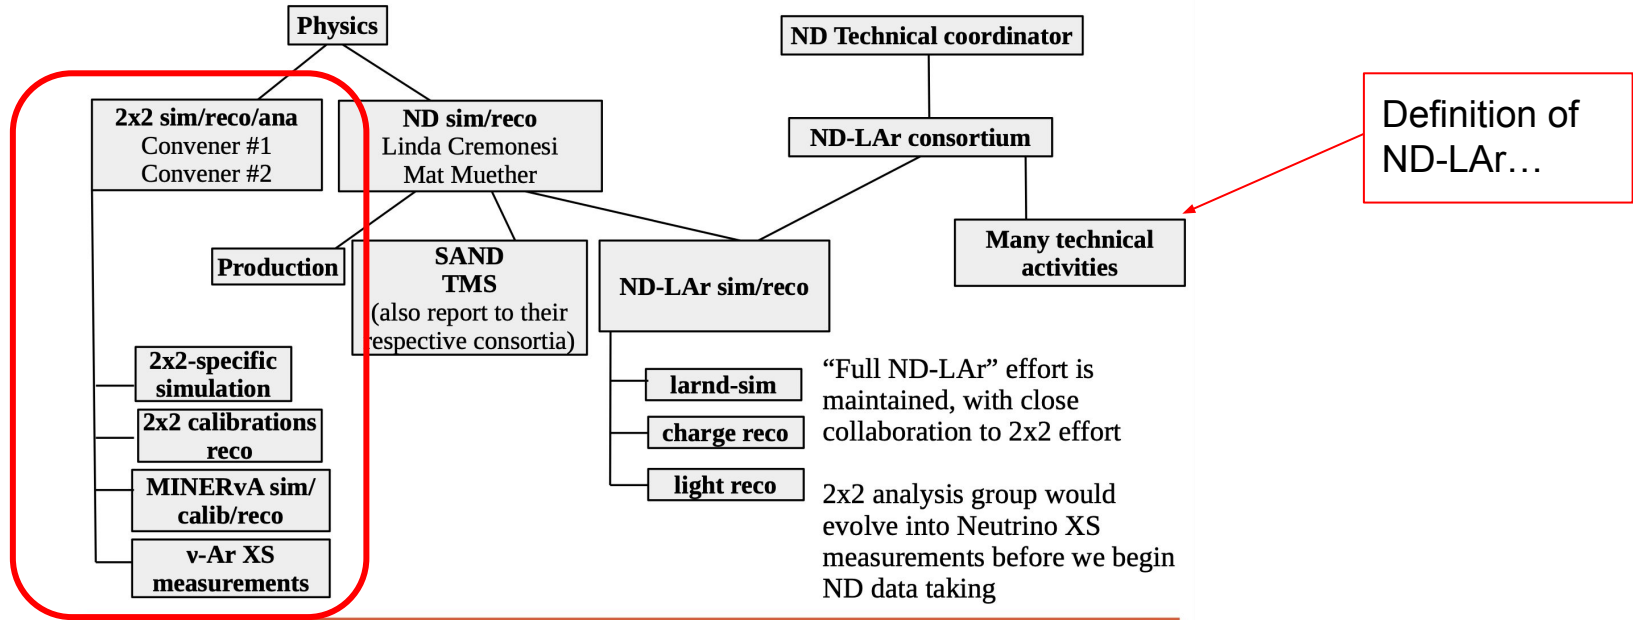 Physics
ND Technical coordinator
2x2 sim/reco/ana
Convener #1
Convener #2
ND sim/reco
Linda Cremonesi
Mat Muether
ND-LAr consortium
Definition of
ND-LAr…
Production
SAND
TMS
(also report to their
respective consortia)
ND-LAr sim/reco
Many technical
activities
2x2-specific
simulation
2x2 calibrations
reco
MINERvA sim/
calib/reco
ν-Ar XS
measurements
larnd-sim
charge reco
light reco
“Full ND-LAr” effort is
maintained, with close
collaboration to 2x2 effort
2x2 analysis group would
evolve into Neutrino XS
measurements before we begin
ND data taking